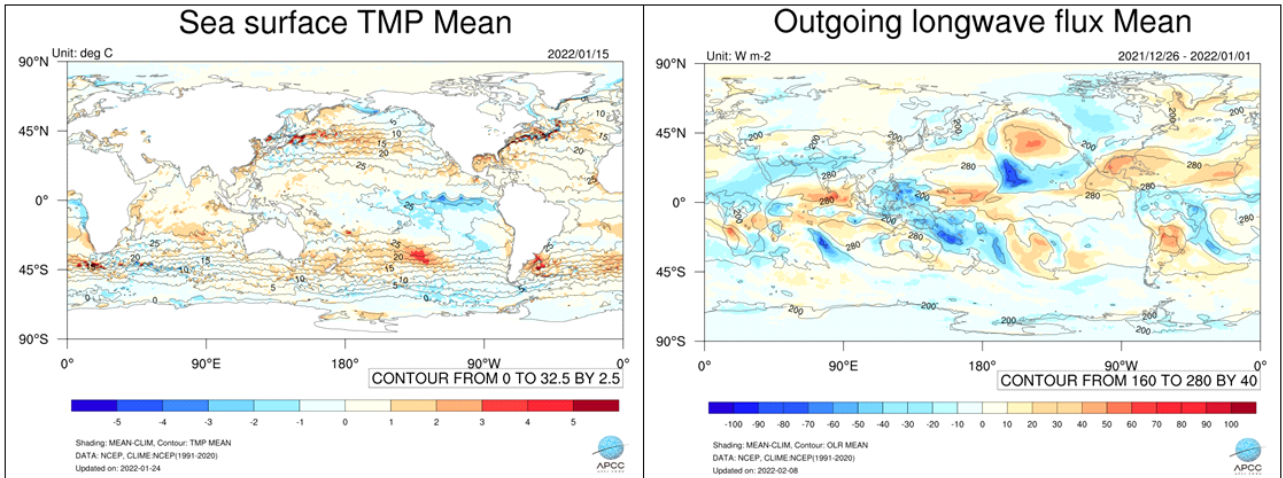 Sea surface TMP Mean
Unit: deg C 2022/01/15
90°N
45°N
0°
45°S
90°S
0° 90°E 180° 90°W 0°
CONTOUR FROM 0 TO 32.5 BY 2.5
-5 -4 -3 -2 -1 0 1 2 3 4 5
Shading: MEAN-CLIM, Contour: TMP MEAN
DATA: NCEP, CLIME:NCEP(1991-2020)
Updated on: 2022-01-24
APCC
Outgoing longwave flux Mean
Unit: W m-2 2021/12/26 - 2022/01/01
90°N
45°N
0°
45°S
90°S
0° 90°E 180° 90°W 0°
CONTOUR FROM 160 TO 280 BY 40
-100 -90 -80 -70 -60 -50 -40 -30 -20 -10 0 10 20 30 40 50 60 70 80 90 100
Shading: MEAN-CLIM, Contour: OLR MEAN
DATA: NCEP, CLIME:NCEP(1991-2020)
Updated on: 2022-02-08
APCC